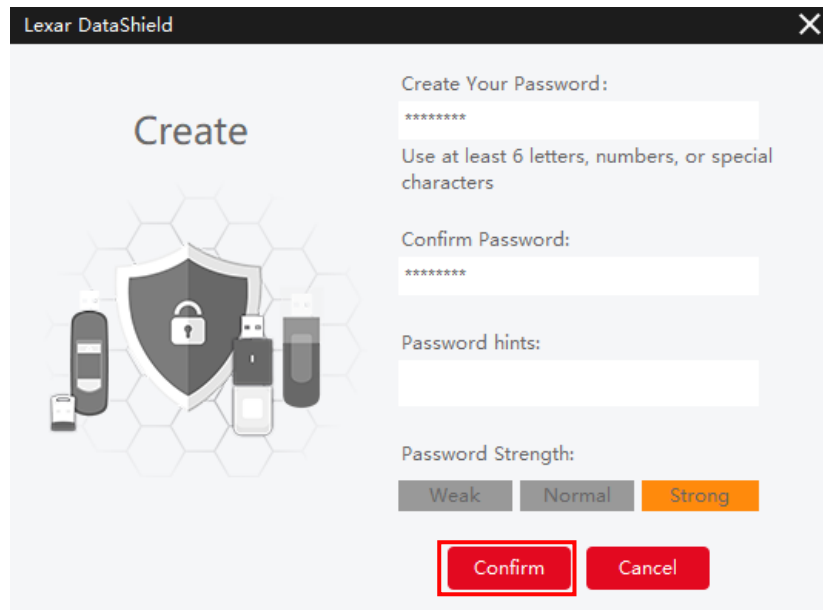 Lexar DataShield
Create
Create Your Password:
********
Use at least 6 letters, numbers, or special
characters
Confirm Password:
********
Password hints:
Password Strength:
Weak Normal Strong
Confirm Cancel